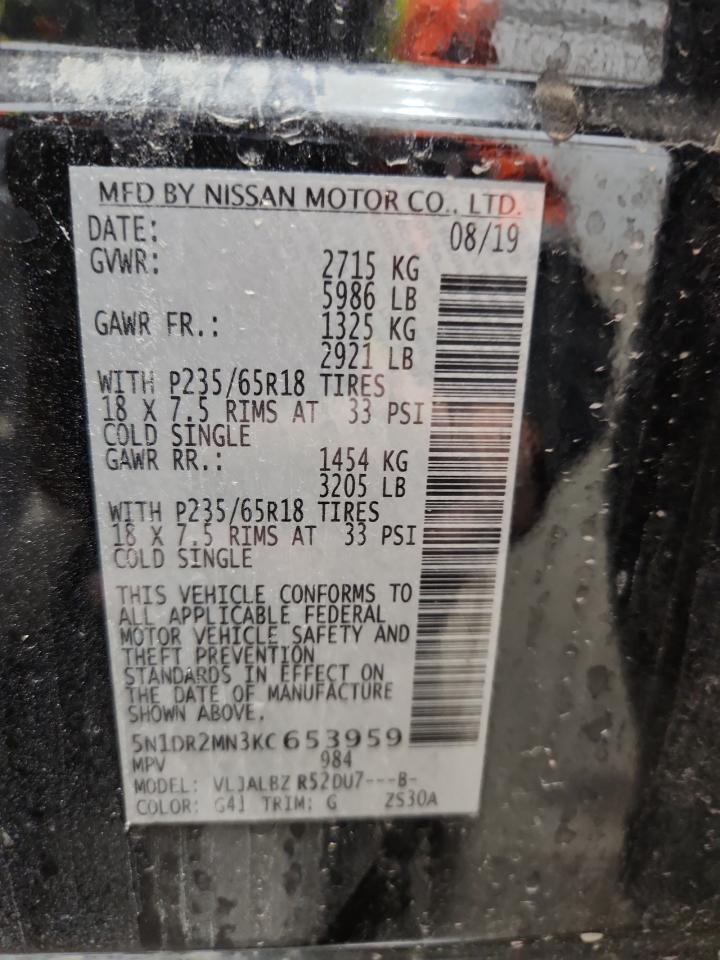 MFD BY NISSAN MOTOR CO., LTD.
DATE: 08/19
GVWR: 2715 KG
5986 LB
GAWR FR.: 1325 KG
2921 LB
WITH P235/65R18 TIRES
18 X 7.5 RIMS AT 33 PSI
COLD SINGLE
GAWR RR.: 1454 KG
3205 LB
WITH P235/65R18 TIRES
18 X 7.5 RIMS AT 33 PSI
COLD SINGLE
THIS VEHICLE CONFORMS TO
ALL APPLICABLE FEDERAL
MOTOR VEHICLE SAFETY AND
THEFT PREVENTION
STANDARDS IN EFFECT ON
THE DATE OF MANUFACTURE
SHOWN ABOVE.
5N1DR2MN3KC653959
MPV 984
MODEL: VLJALBZ R52DU7---B-
COLOR: G41 TRIM: G ZS30A